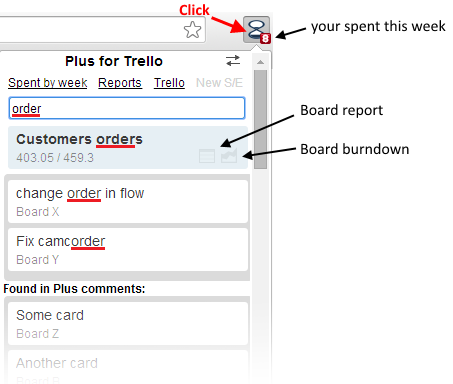 Click
8
your spent this week
Plus for Trello
Spent by week Reports Trello New S/E
order
Board report
Customers orders
403.05 / 459.3
Board burndown
change order in flow
Board X
Fix camcorder
Board Y
Found in Plus comments:
Some card
Board Z
Another card
Board